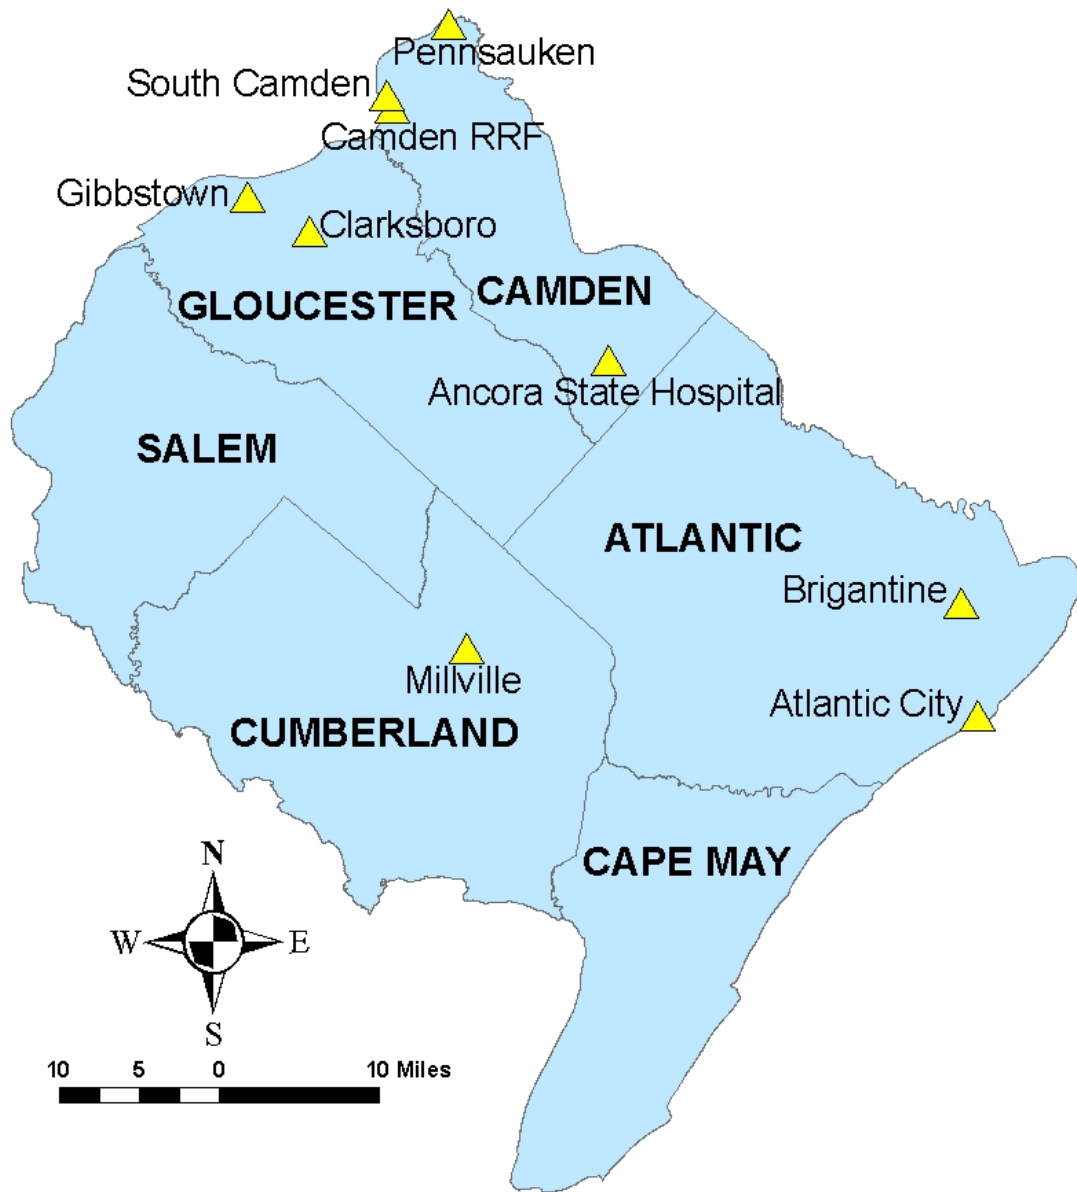 Pennsauken
South Camden
Camden RRF
Gibbstown
Clarksboro
CAMDEN
GLOUCESTER
Ancora State Hospital
SALEM
ATLANTIC
Brigantine
Millville
Atlantic City
CUMBERLAND
CAPE MAY
N
W E
S
10 5 0 10 Miles